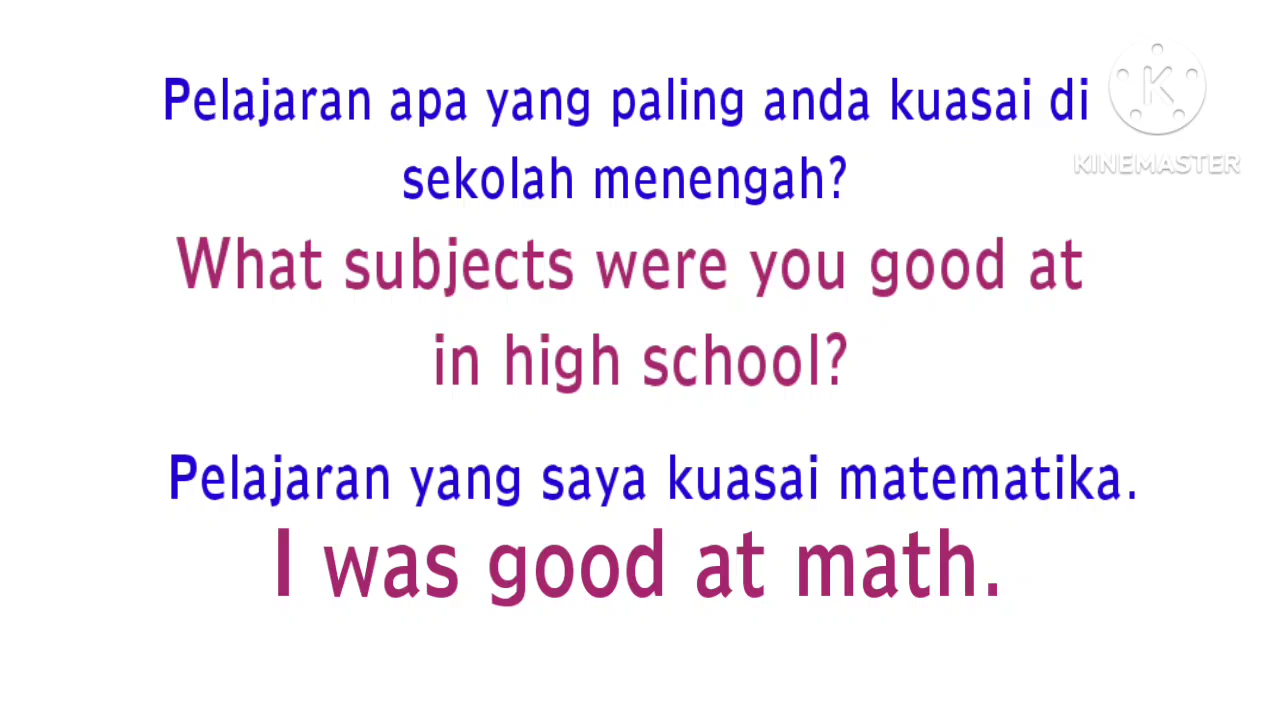 Pelajaran apa yang paling anda kuasai di
sekolah menengah?
KINEMASTER
What subjects were you good at
in high school?
Pelajaran yang saya kuasai matematika.
I was good at math.